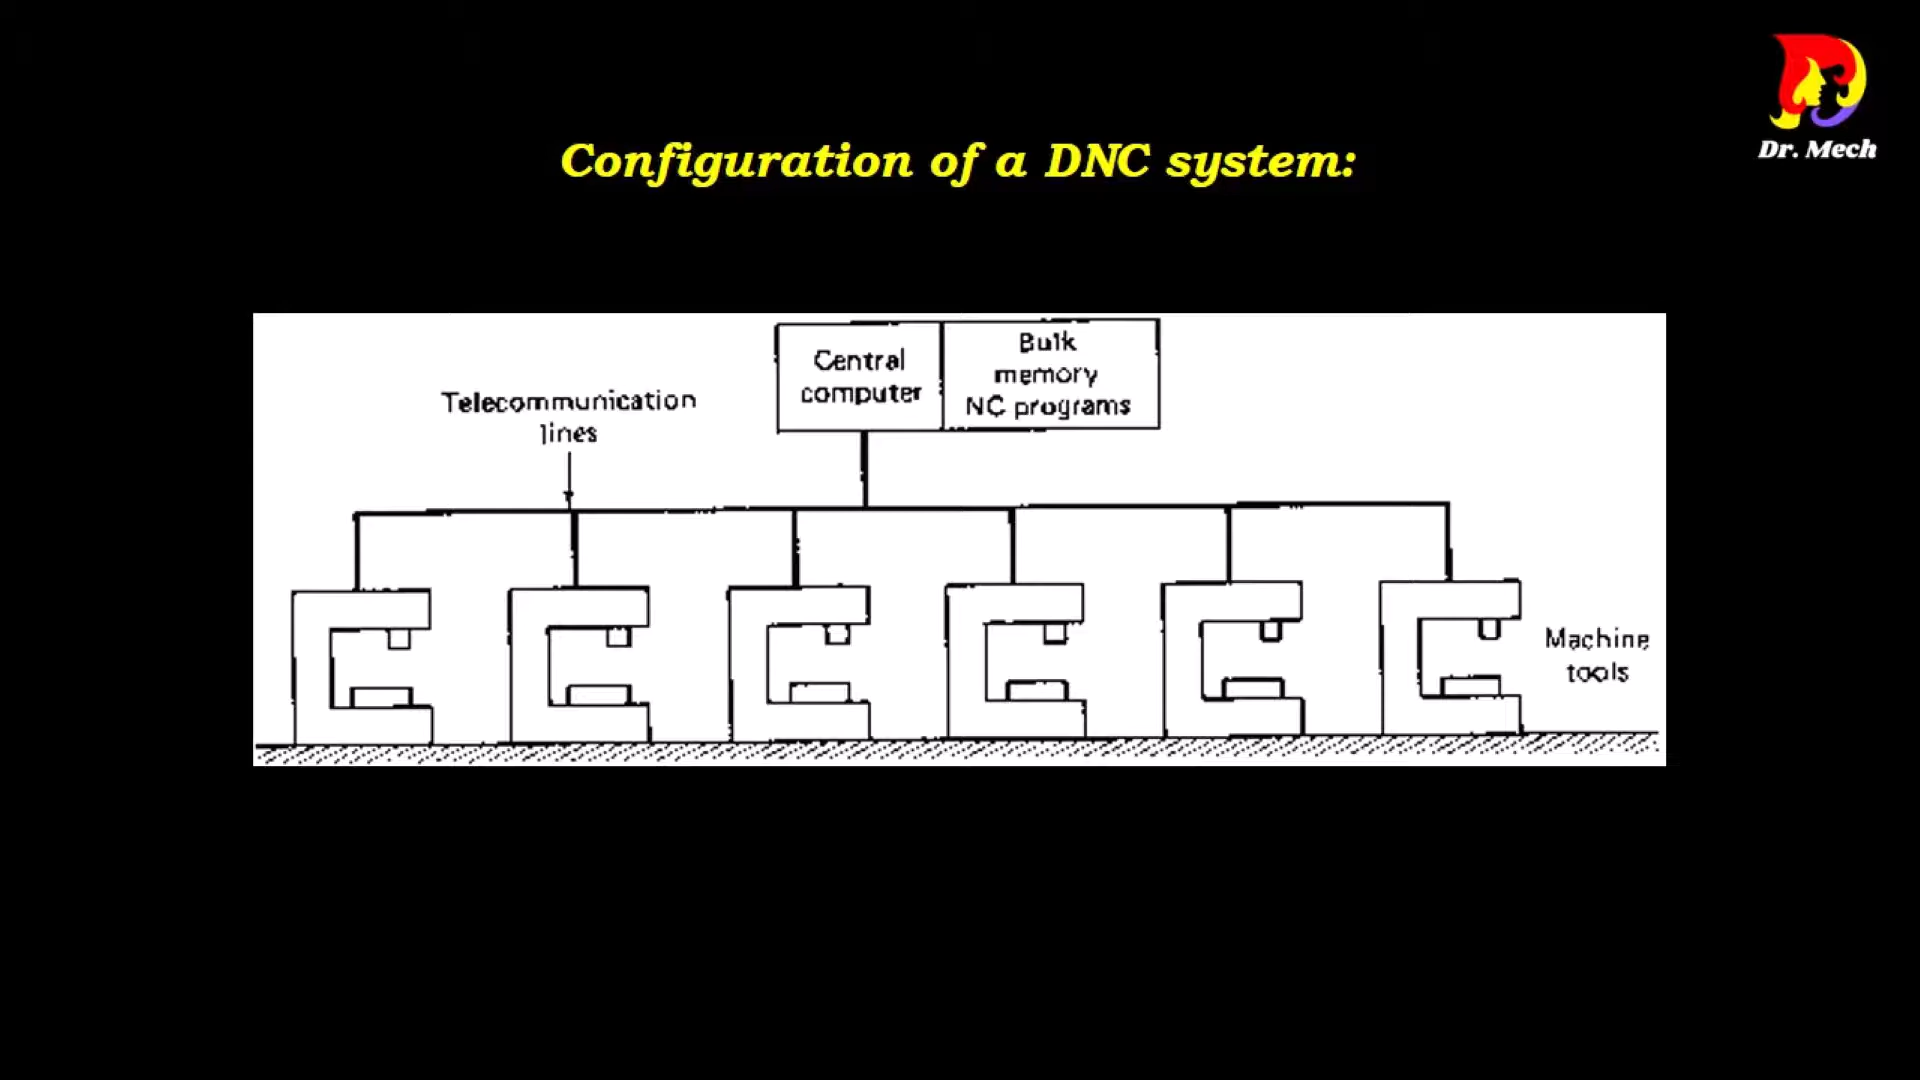 Dr. Mech
Configuration of a DNC system:
Central
computer
Bulk
memory
NC programs
Telecommunication
lines
Machine
tools